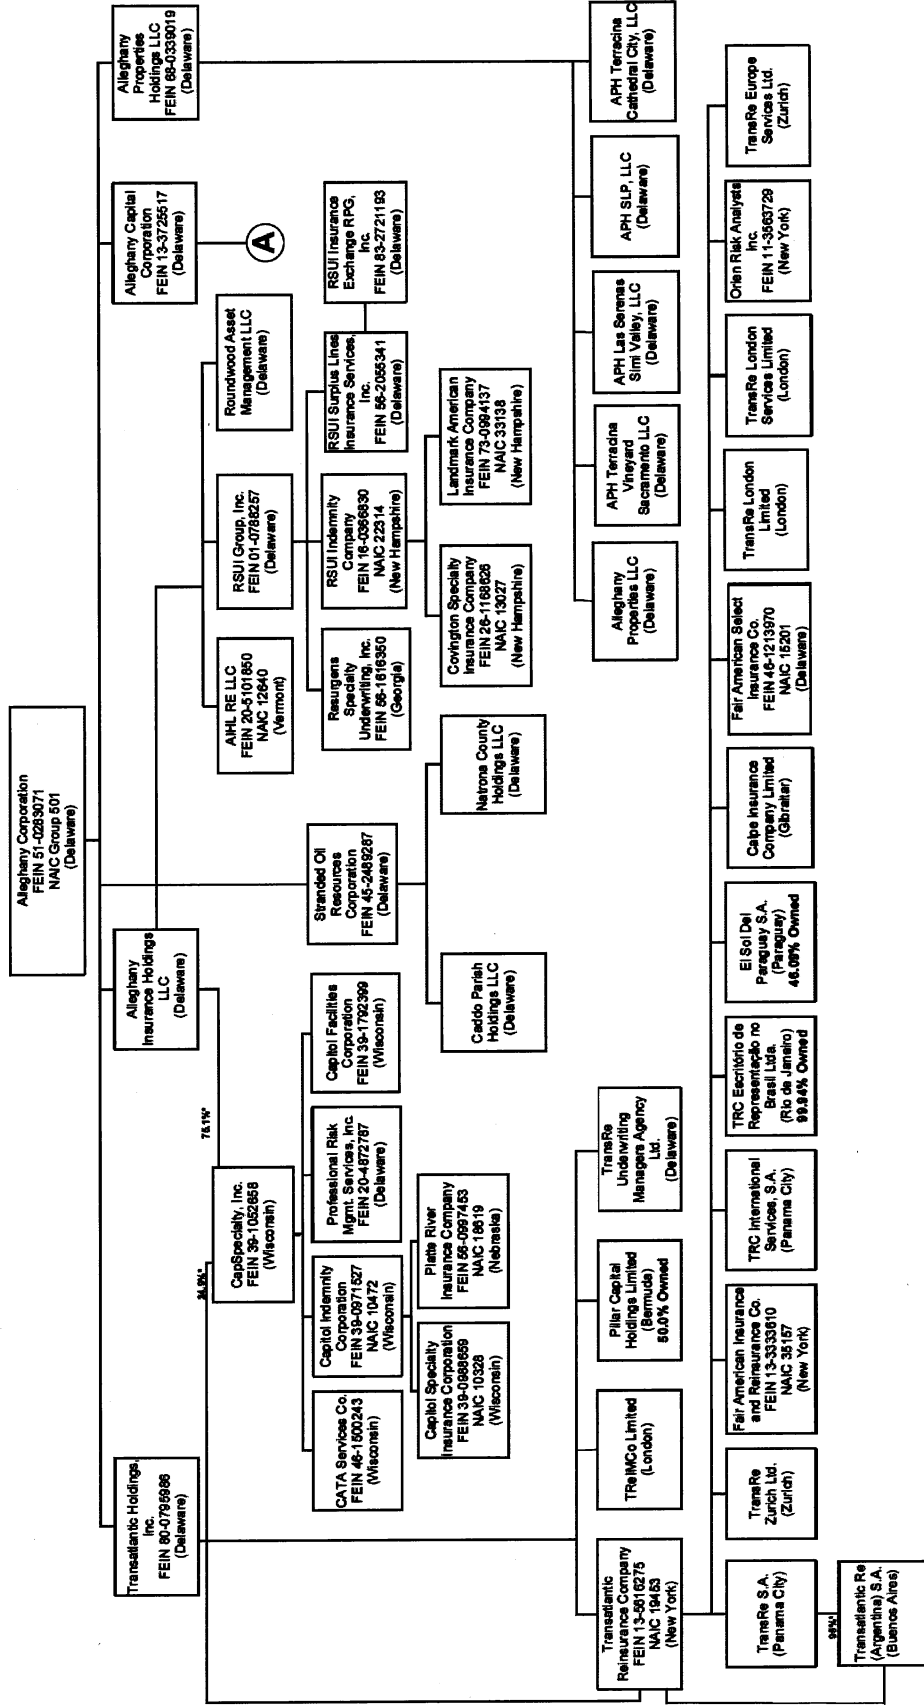 Alleghany Corporation
FEIN 51-0283071
NAIC Group 501
(Delaware)
Transatlantic Holdings,
Inc.
FEIN 80-0795986
(Delaware)
Alleghany
Insurance Holdings
LLC
(Delaware)
Alleghany Capital
Corporation
FEIN 13-3725517
(Delaware)
Alleghany
Properties
Holdings LLC
FEIN 68-0339019
(Delaware)
A
24.9%*
75.1%*
CapSpecialty, Inc.
FEIN 39-1052658
(Wisconsin)
Stranded Oil
Resources
Corporation
FEIN 45-2489287
(Delaware)
AIHL RE LLC
FEIN 20-5101850
NAIC 12640
(Vermont)
RSUI Group, Inc.
FEIN 01-0788257
(Delaware)
Roundwood Asset
Management LLC
(Delaware)
CATA Services Co.
FEIN 46-1500243
(Wisconsin)
Capitol Indemnity
Corporation
FEIN 39-0971527
NAIC 10472
(Wisconsin)
Professional Risk
Mgmt. Services, Inc.
FEIN 20-4872787
(Delaware)
Capitol Facilities
Corporation
FEIN 39-1792399
(Wisconsin)
Resurgens
Specialty
Underwriting, Inc.
FEIN 56-1616350
(Georgia)
RSUI Indemnity
Company
FEIN 16-0366830
NAIC 22314
(New Hampshire)
RSUI Surplus Lines
Insurance Services,
Inc.
FEIN 56-2055341
(Delaware)
RSUI Insurance
Exchange RPG,
Inc.
FEIN 83-2721193
(Delaware)
Capitol Specialty
Insurance Corporation
FEIN 39-0988659
NAIC 10328
(Wisconsin)
Platte River
Insurance Company
FEIN 56-0997453
NAIC 18619
(Nebraska)
Caddo Parish
Holdings LLC
(Delaware)
Natrona County
Holdings LLC
(Delaware)
Covington Specialty
Insurance Company
FEIN 26-1168626
NAIC 13027
(New Hampshire)
Landmark American
Insurance Company
FEIN 73-0994137
NAIC 33138
(New Hampshire)
Transatlantic
Reinsurance Company
FEIN 13-5616275
NAIC 19453
(New York)
TReIMCo Limited
(London)
Pillar Capital
Holdings Limited
(Bermuda)
50.0% Owned
TransRe
Underwriting
Managers Agency
Ltd.
(Delaware)
Alleghany
Properties LLC
(Delaware)
APH Terracina
Vineyard
Sacramento LLC
(Delaware)
APH Las Serenas
Simi Valley, LLC
(Delaware)
APH SLP, LLC
(Delaware)
APH Terracina
Cathedral City, LLC
(Delaware)
TransRe S.A.
(Panama City)
TransRe
Zurich Ltd.
(Zurich)
Fair American Insurance
and Reinsurance Co.
FEIN 13-3333610
NAIC 35157
(New York)
TRC International
Services, S.A.
(Panama City)
TRC Escritório de
Representação no
Brasil Ltda.
(Rio de Janeiro)
99.94% Owned
El Sol Del
Paraguay S.A.
(Paraguay)
46.09% Owned
Calpe Insurance
Company Limited
(Gibraltar)
Fair American Select
Insurance Co.
FEIN 46-1213970
NAIC 15201
(Delaware)
TransRe London
Limited
(London)
TransRe London
Services Limited
(London)
Orien Risk Analysts
Inc.
FEIN 11-3563729
(New York)
TransRe Europe
Services Ltd.
(Zurich)
Transatlantic Re
(Argentina) S.A.
(Buenos Aires)